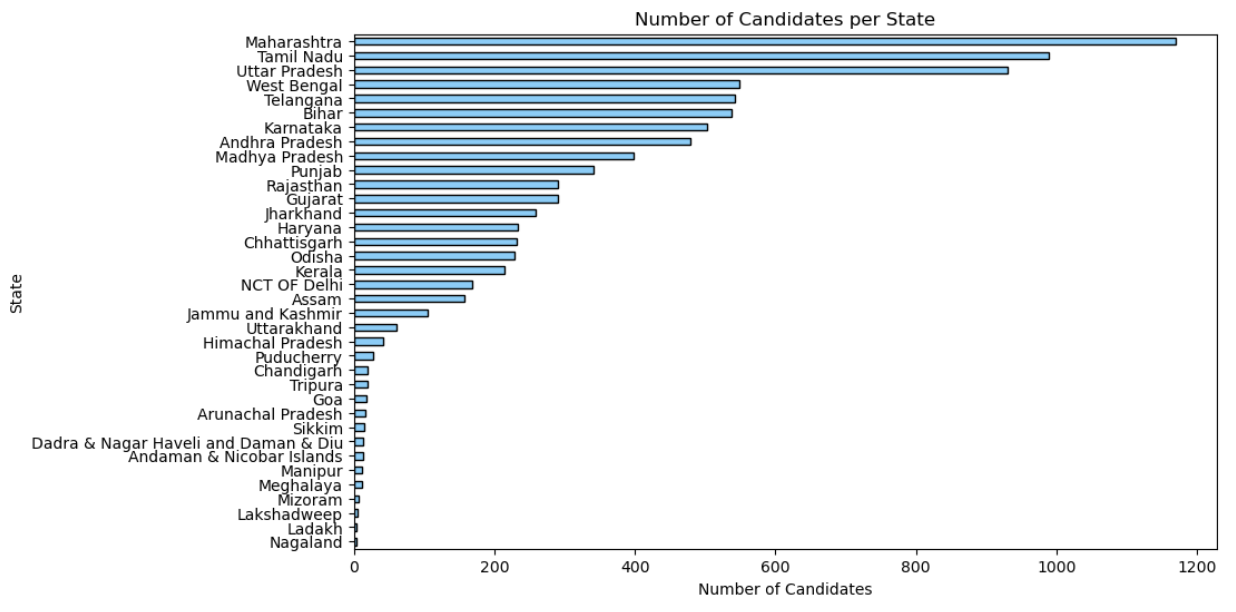 Number of Candidates per State
Maharashtra
Tamil Nadu
Uttar Pradesh
West Bengal
Telangana
Bihar
Karnataka
Andhra Pradesh
Madhya Pradesh
Punjab
Rajasthan
Gujarat
Jharkhand
Haryana
Chhattisgarh
Odisha
Kerala
NCT OF Delhi
Assam
Jammu and Kashmir
Uttarakhand
Himachal Pradesh
Puducherry
Chandigarh
Tripura
Goa
Arunachal Pradesh
Sikkim
Dadra & Nagar Haveli and Daman & Diu
Andaman & Nicobar Islands
Manipur
Meghalaya
Mizoram
Lakshadweep
Ladakh
Nagaland
State
0 200 400 600 800 1000 1200
Number of Candidates